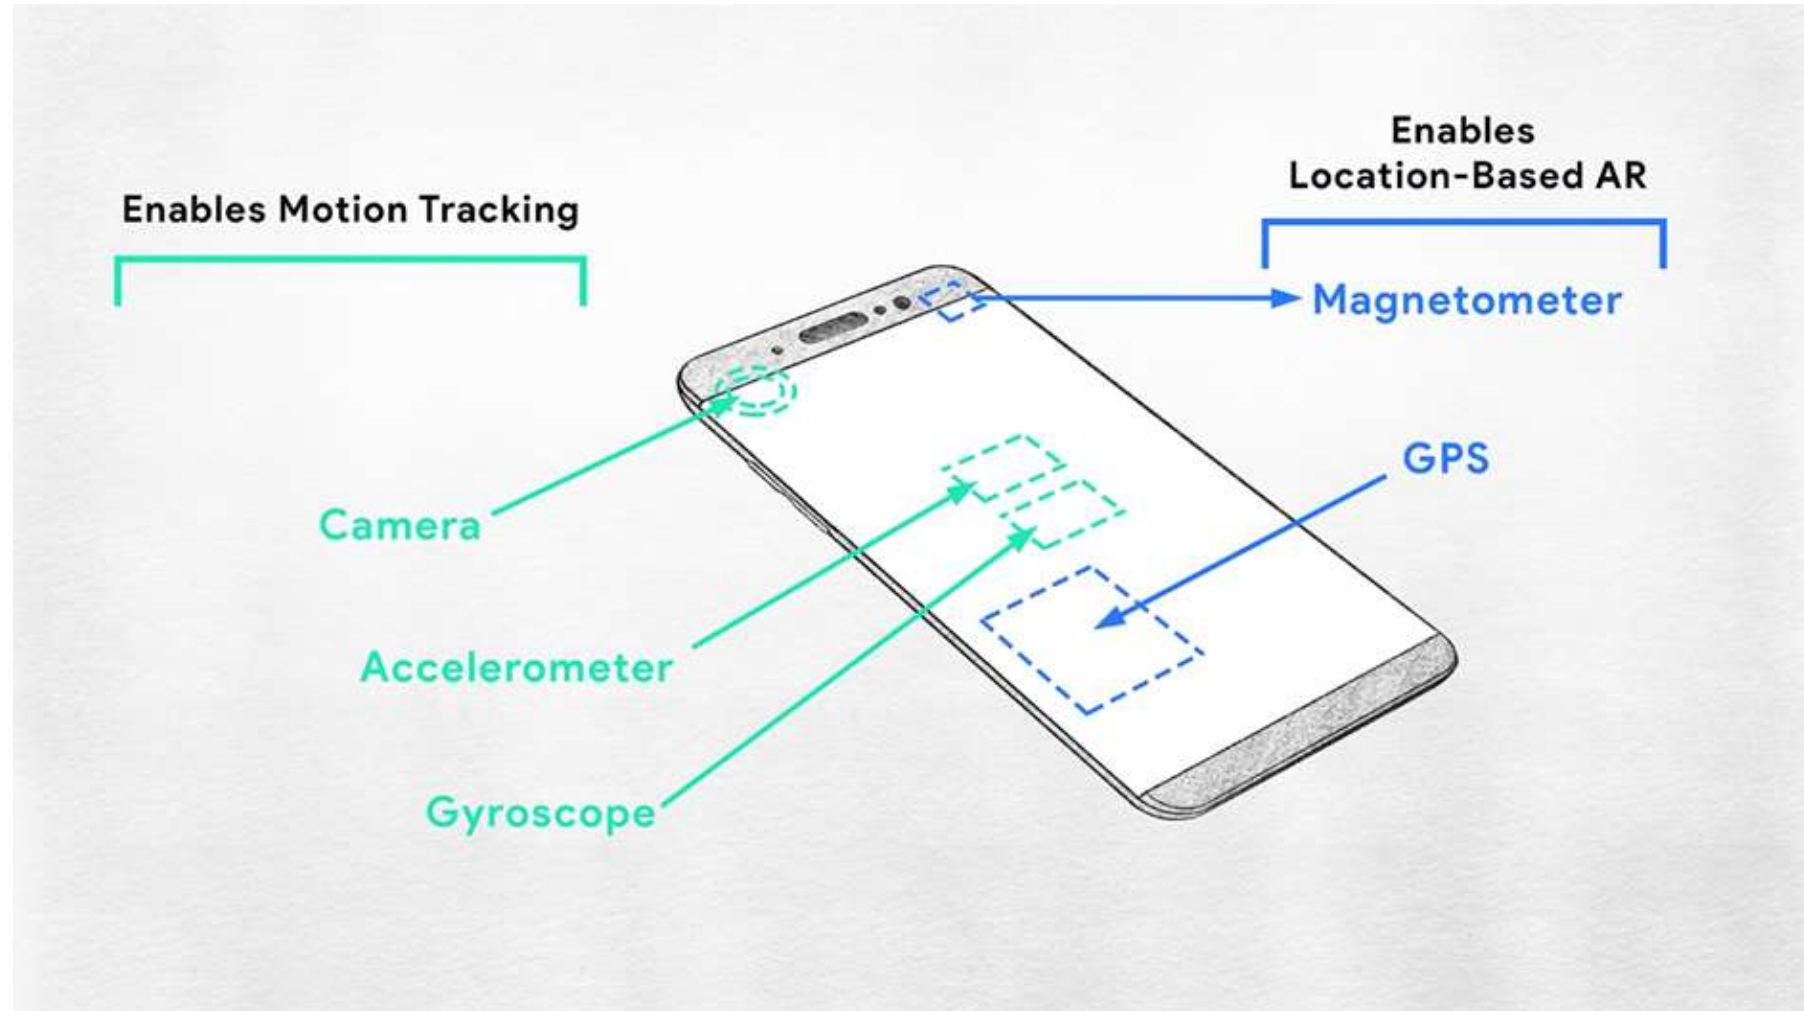 Enables Motion Tracking
Camera
Accelerometer
Gyroscope
Enables
Location-Based AR
Magnetometer
GPS